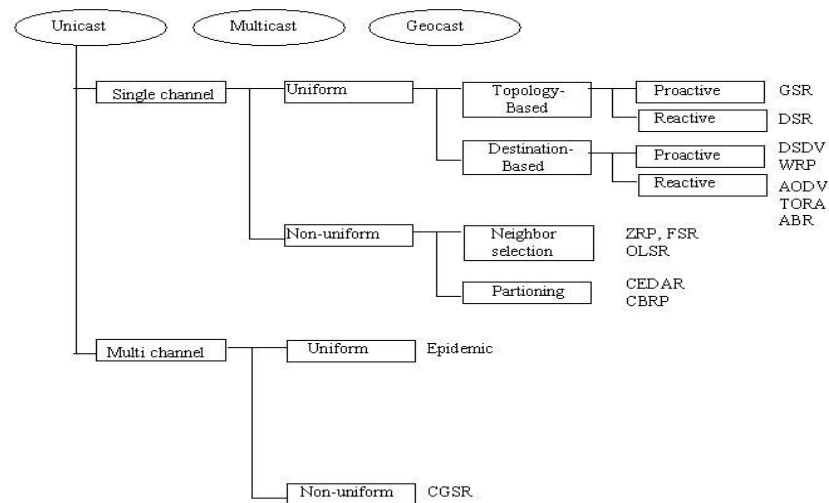 Unicast Multicast Geocast
Single channel Uniform Topology- Based Proactive GSR
Reactive DSR
Destination- Based Proactive DSDV WRP
Reactive AODV TORA ABR
Non-uniform Neighbor selection ZRP, FSR OLSR
Partioning CEDAR CBRP
Multi channel Uniform Epidemic
Non-uniform CGSR